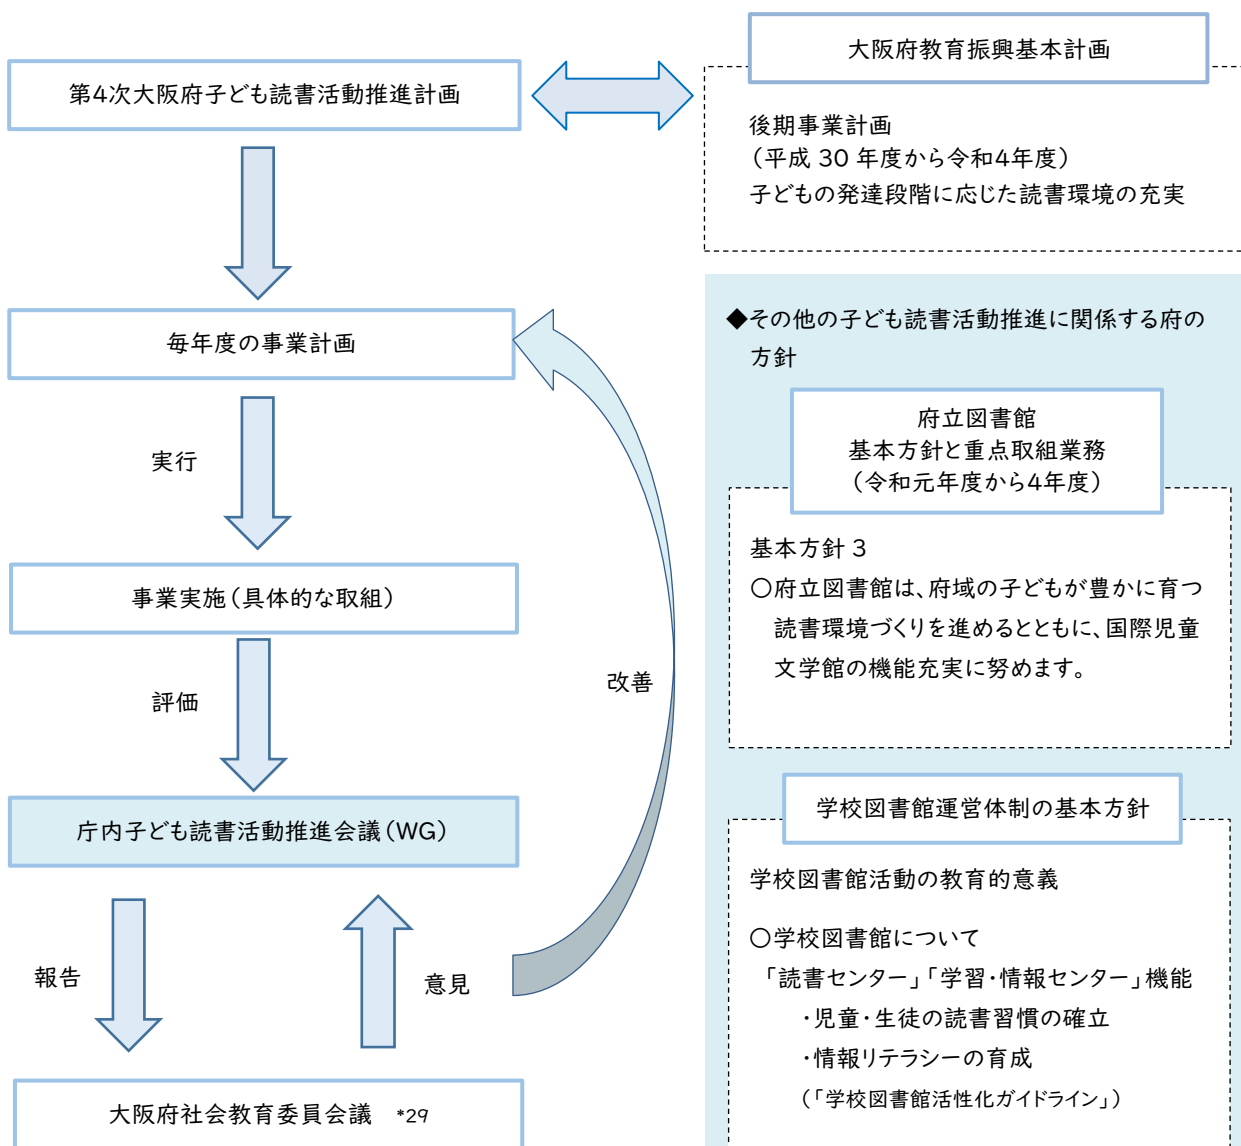 第4次大阪府子ども読書活動推進計画
毎年度の事業計画
実行
事業実施(具体的な取組)
評価
改善
庁内子ども読書活動推進会議(WG)
報告
意見
大阪府社会教育委員会議 *29
大阪府教育振興基本計画
後期事業計画
(平成 30 年度から令和4年度)
子どもの発達段階に応じた読書環境の充実
◆その他の子ども読書活動推進に関係する府の
方針
府立図書館
基本方針と重点取組業務
(令和元年度から4年度)
基本方針 3
○府立図書館は、府域の子どもが豊かに育つ
読書環境づくりを進めるとともに、国際児童
文学館の機能充実に努めます。
学校図書館運営体制の基本方針
学校図書館活動の教育的意義
○学校図書館について
「読書センター」「学習・情報センター」機能
・児童・生徒の読書習慣の確立
・情報リテラシーの育成
(「学校図書館活性化ガイドライン」)